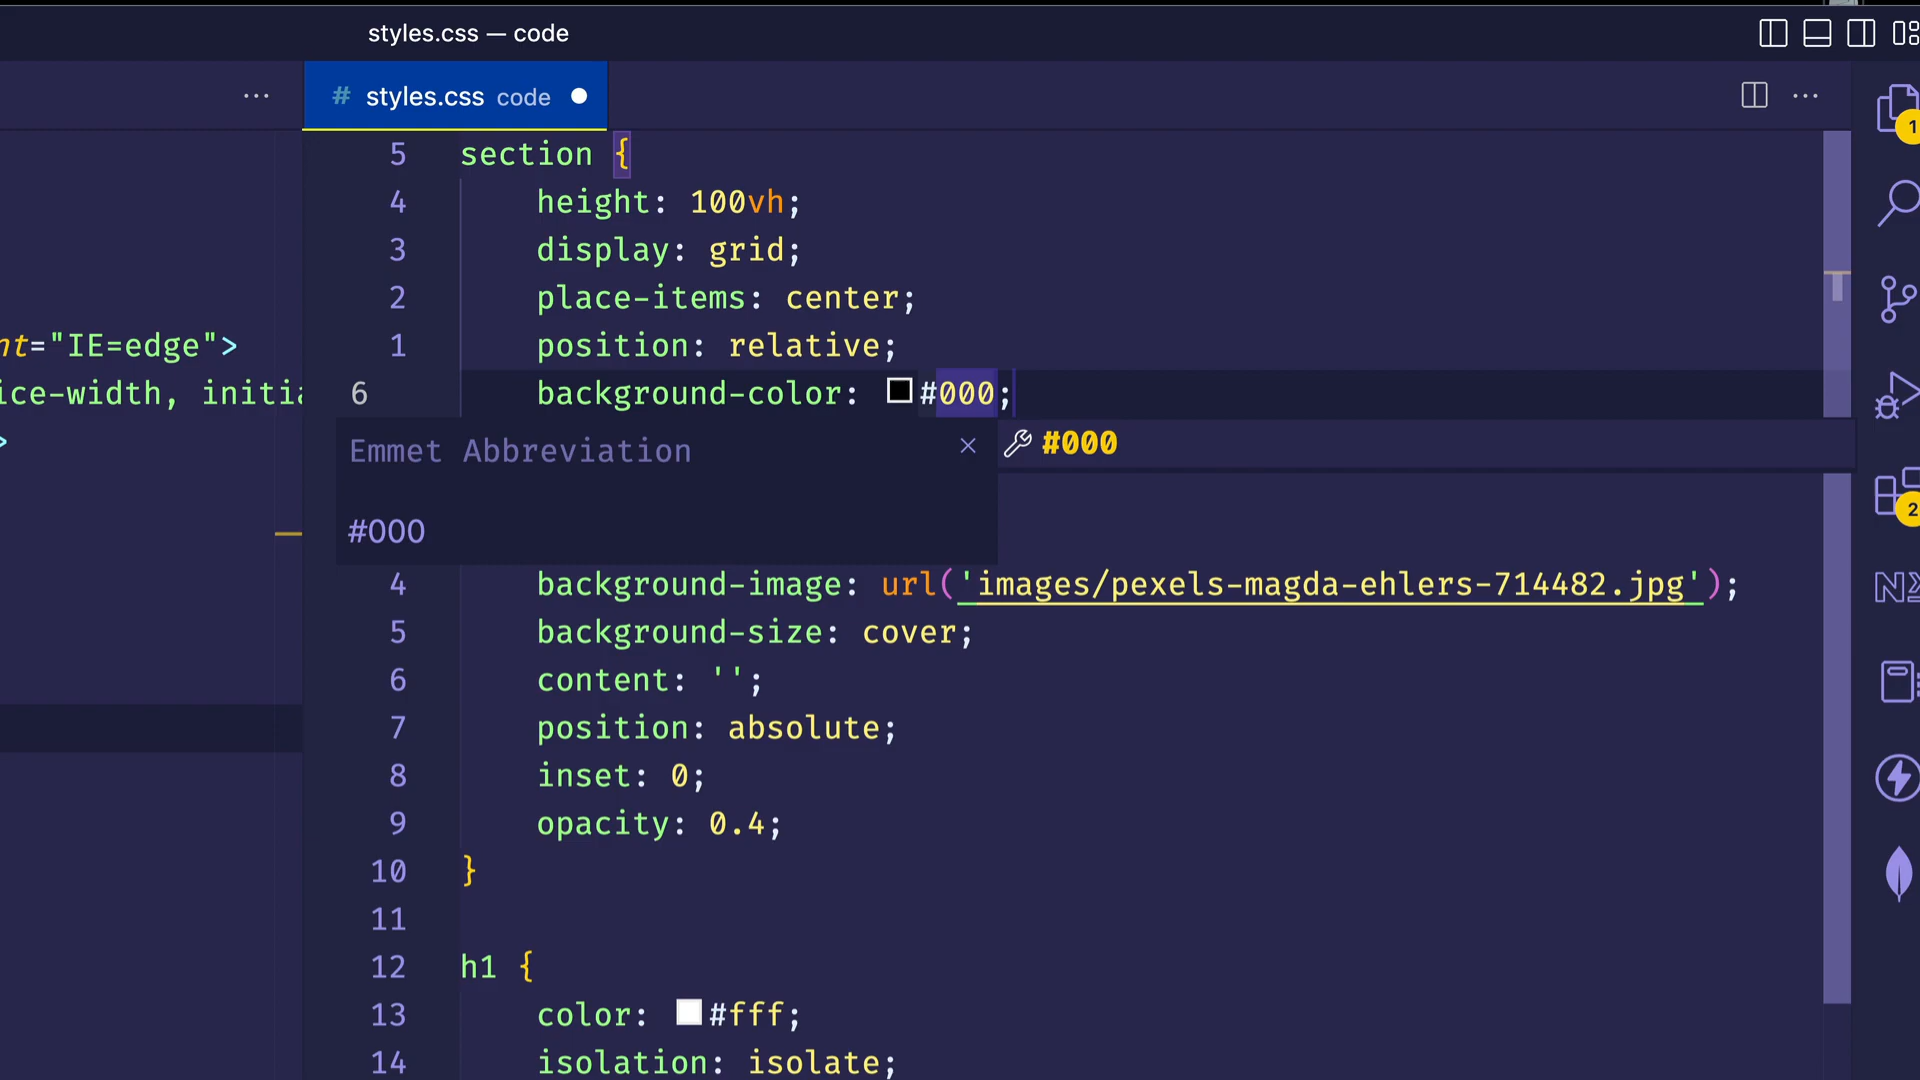 styles.css — code
# styles.css code
5 section {
4 height: 100vh;
3 display: grid;
2 place-items: center;
nt="IE=edge">
1 position: relative;
ice-width, initia
6 background-color: #000;
>
Emmet Abbreviation
#000
#000
4 background-image: url('images/pexels-magda-ehlers-714482.jpg');
5 background-size: cover;
6 content: '';
7 position: absolute;
8 inset: 0;
9 opacity: 0.4;
10 }
11
12 h1 {
13 color: #fff;
14 isolation: isolate;
1
2